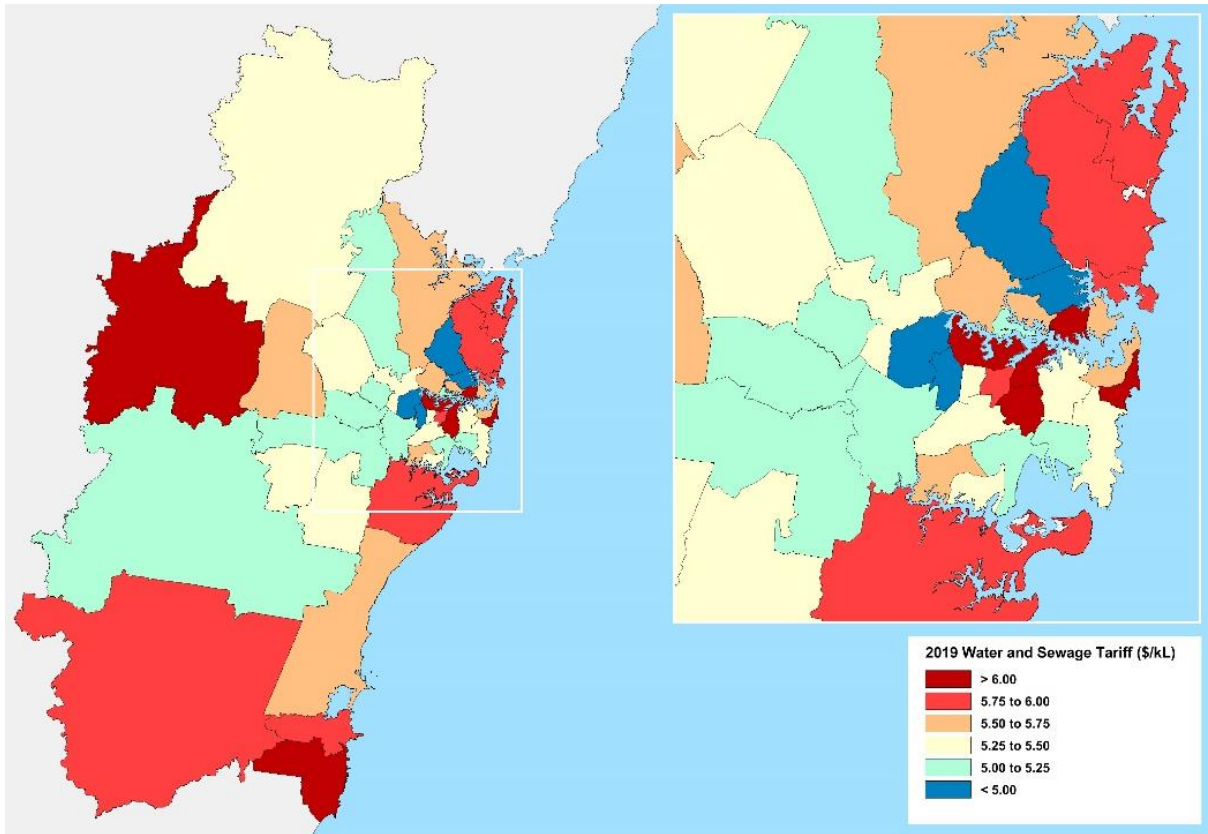 2019 Water and Sewage Tariff ($/kL)
> 6.00
5.75 to 6.00
5.50 to 5.75
5.25 to 5.50
5.00 to 5.25
< 5.00